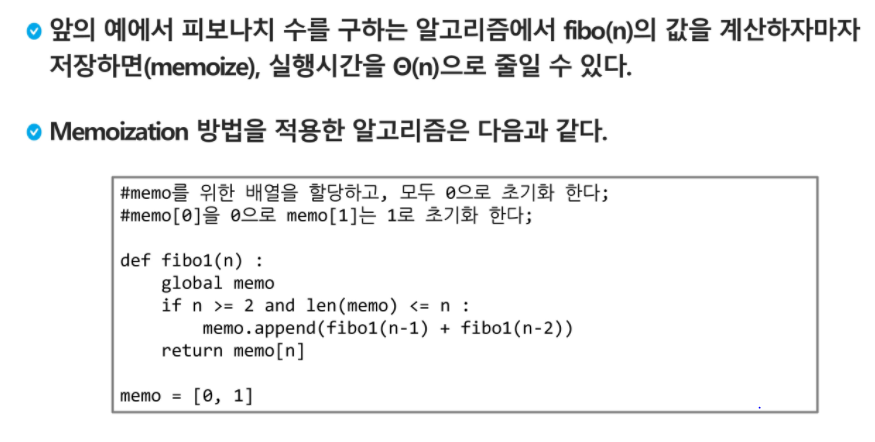 앞의 예에서 피보나치 수를 구하는 알고리즘에서 fibo(n)의 값을 계산하자마자
저장하면(memoize), 실행시간을 Θ(n)으로 줄일 수 있다.
Memoization 방법을 적용한 알고리즘은 다음과 같다.
#memo를 위한 배열을 할당하고, 모두 0으로 초기화 한다;
#memo[0]을 0으로 memo[1]는 1로 초기화 한다;
def fibo1(n) :
    global memo
    if n >= 2 and len(memo) <= n :
        memo.append(fibo1(n-1) + fibo1(n-2))
    return memo[n]
memo = [0, 1]